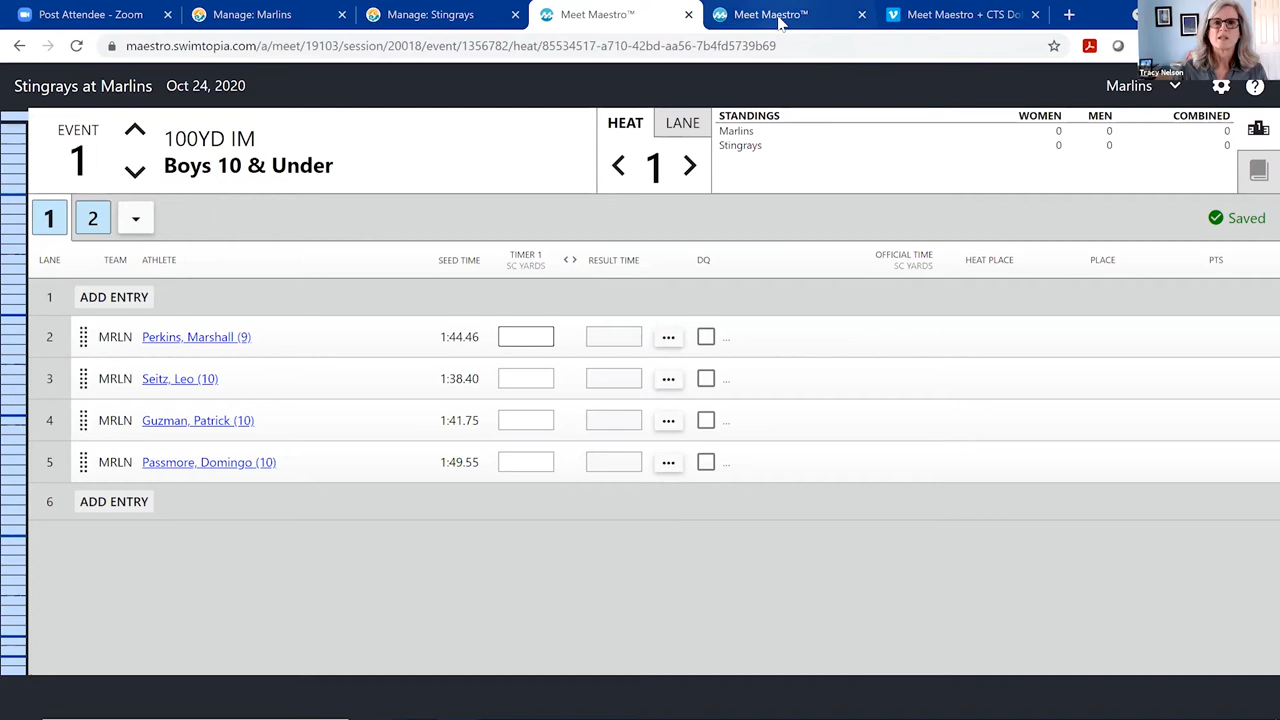 Post Attendee - Zoom
Manage: Marlins
Manage: Stingrays
Meet Maestro™
Meet Maestro™
Meet Maestro + CTS Dol
maestro.swimtopia.com/a/meet/19103/session/20018/event/1356782/heat/85534517-a710-42bd-aa56-7b4fd5739b69
Tracy Nelson
Stingrays at Marlins Oct 24, 2020
Marlins
EVENT
1
100YD IM
Boys 10 & Under
HEAT LANE
1
STANDINGS WOMEN MEN COMBINED
Marlins 0 0 0
Stingrays 0 0 0
1 2
Saved
LANE TEAM ATHLETE SEED TIME TIMER 1 SC YARDS <> RESULT TIME DQ OFFICIAL TIME SC YARDS HEAT PLACE PLACE PTS
1 ADD ENTRY
2 MRLN Perkins, Marshall (9) 1:44.46 ... ...
3 MRLN Seitz, Leo (10) 1:38.40 ... ...
4 MRLN Guzman, Patrick (10) 1:41.75 ... ...
5 MRLN Passmore, Domingo (10) 1:49.55 ... ...
6 ADD ENTRY